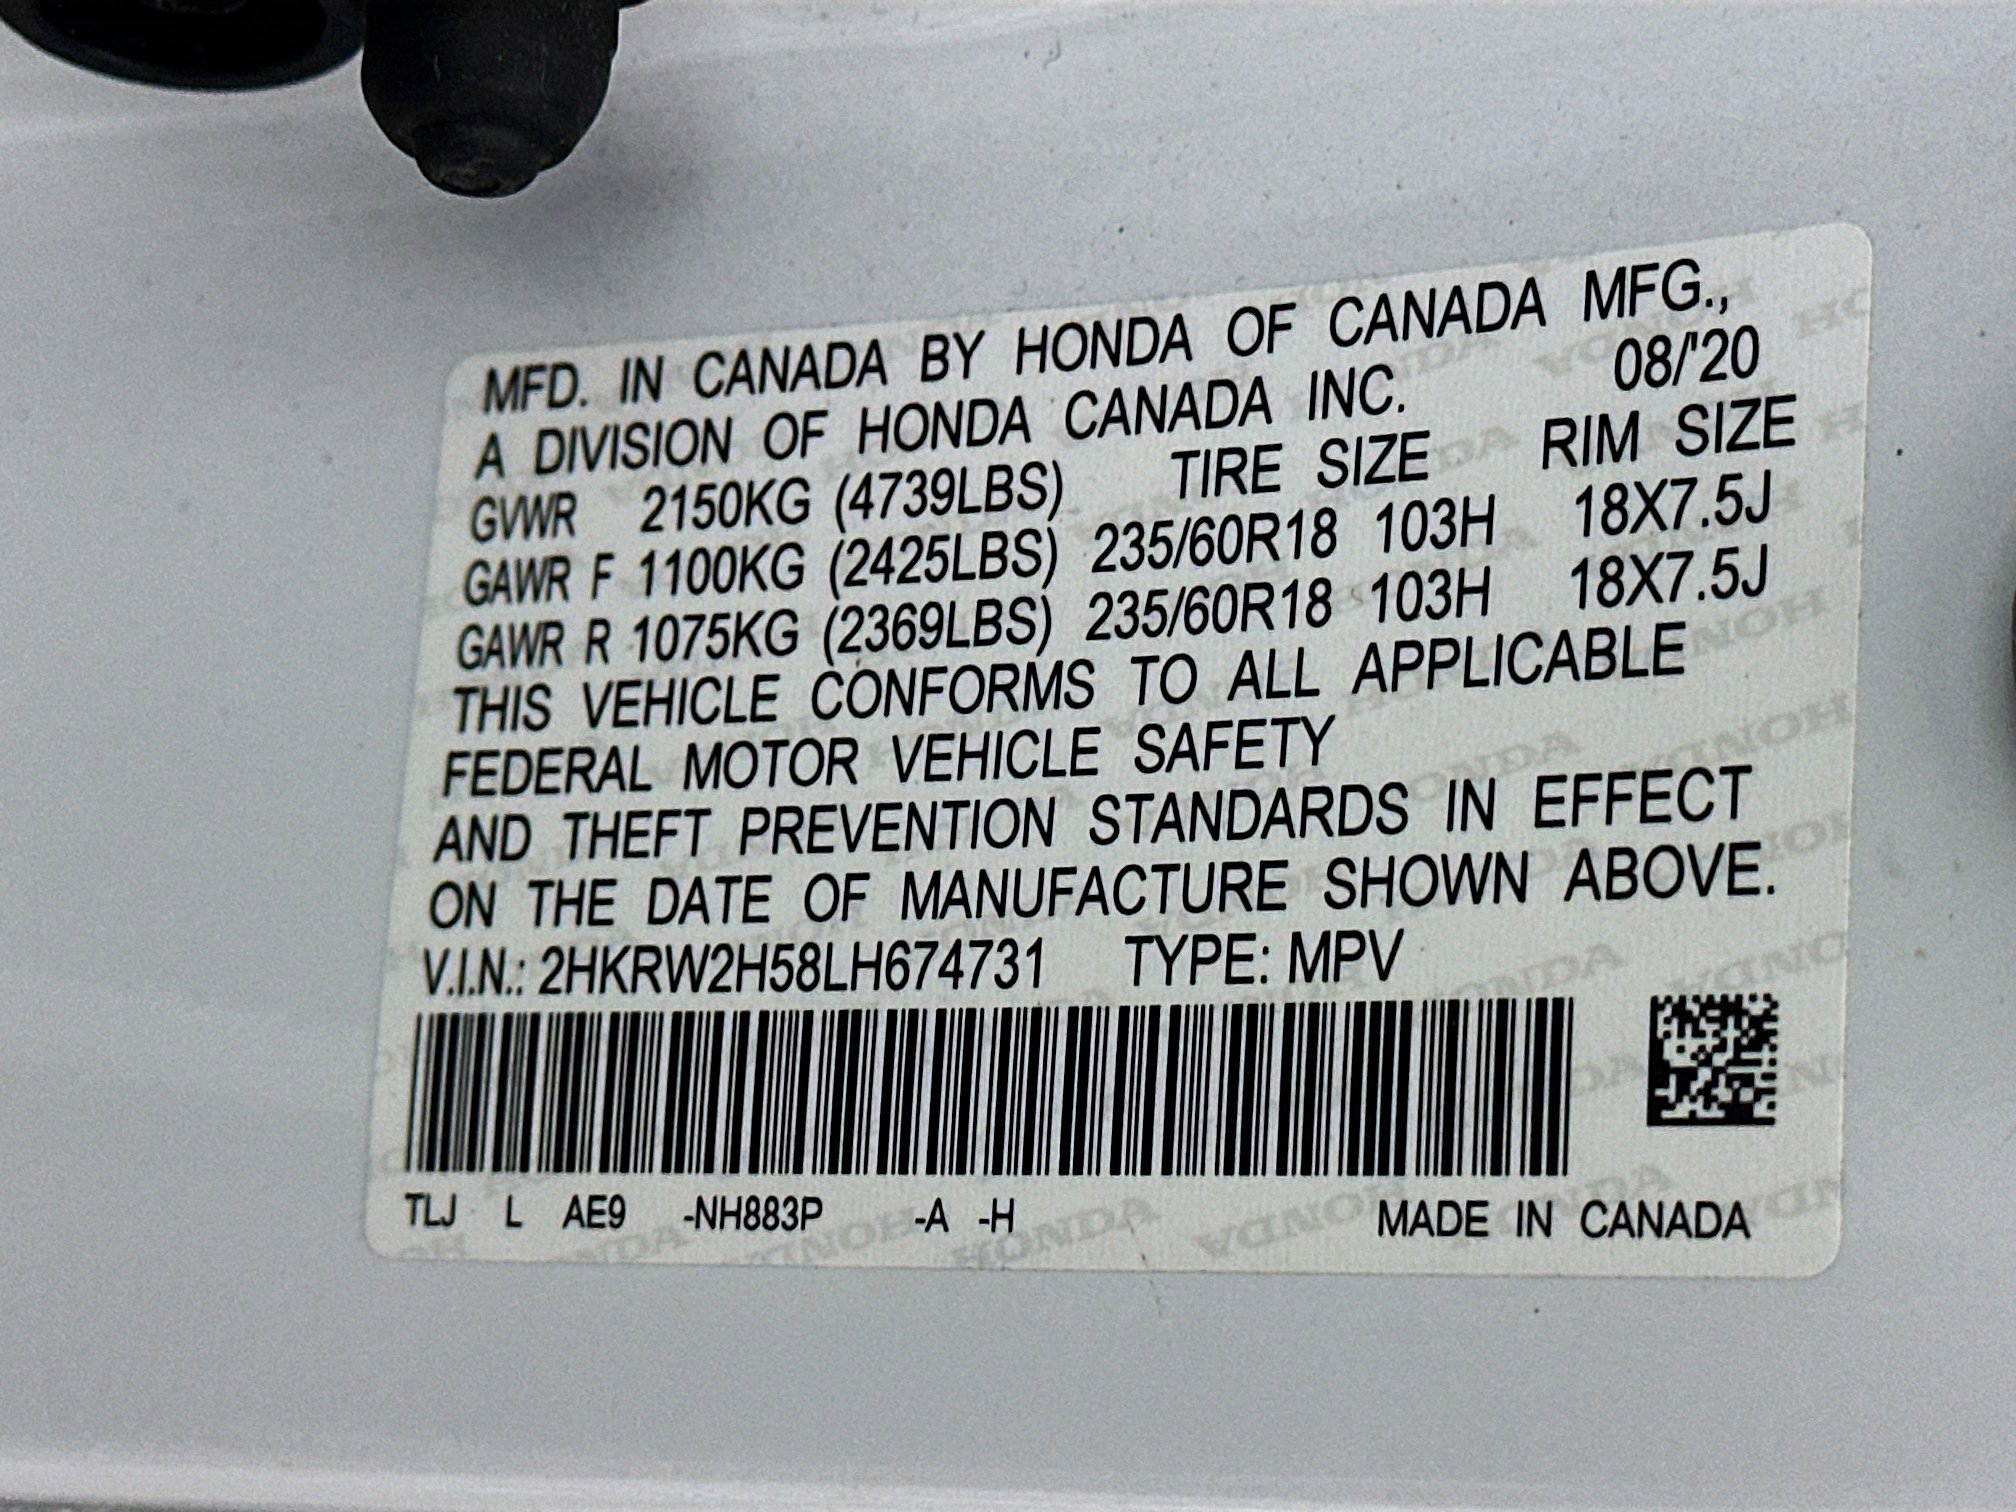 MFD. IN CANADA BY HONDA OF CANADA MFG.,
A DIVISION OF HONDA CANADA INC. 08/'20
GVWR 2150KG (4739LBS) TIRE SIZE RIM SIZE
GAWR F 1100KG (2425LBS) 235/60R18 103H 18X7.5J
GAWR R 1075KG (2369LBS) 235/60R18 103H 18X7.5J
THIS VEHICLE CONFORMS TO ALL APPLICABLE
FEDERAL MOTOR VEHICLE SAFETY
AND THEFT PREVENTION STANDARDS IN EFFECT
ON THE DATE OF MANUFACTURE SHOWN ABOVE.
V.I.N.: 2HKRW2H58LH674731 TYPE: MPV
TLJ L AE9 -NH883P -A -H MADE IN CANADA